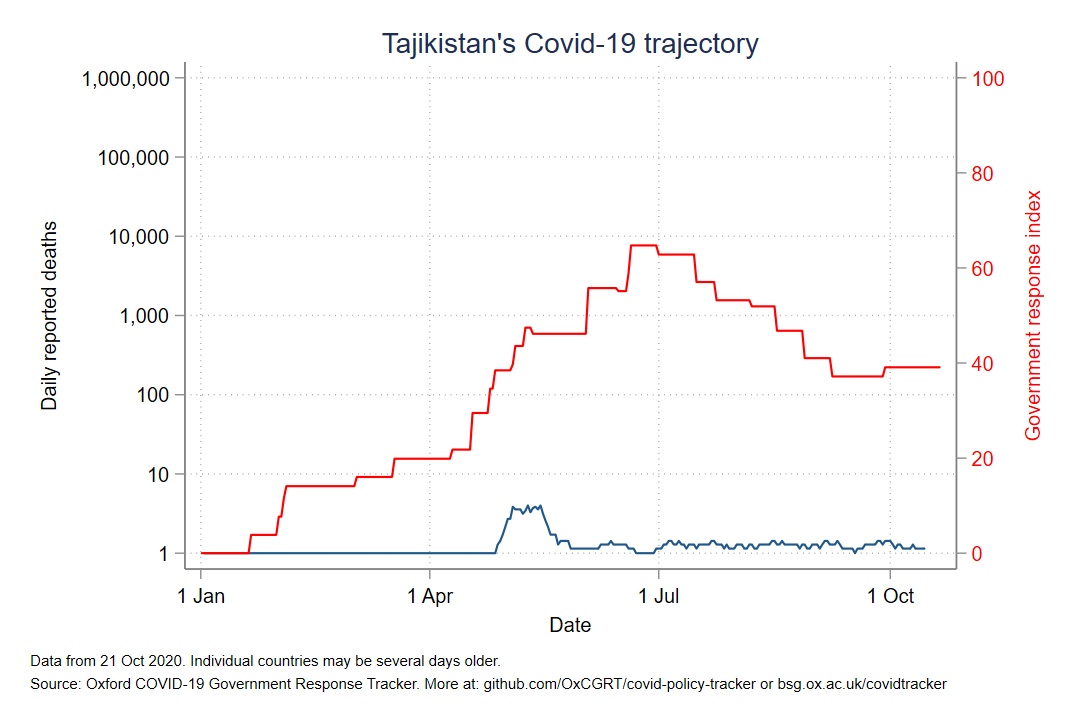 Tajikistan's Covid-19 trajectory
1,000,000
100,000
10,000
1,000
100
10
1
Daily reported deaths
100
80
60
40
20
0
Government response index
1 Jan
1 Apr
1 Jul
1 Oct
Date
Data from 21 Oct 2020. Individual countries may be several days older.
Source: Oxford COVID-19 Government Response Tracker. More at: github.com/OxCGRT/covid-policy-tracker or bsg.ox.ac.uk/covidtracker